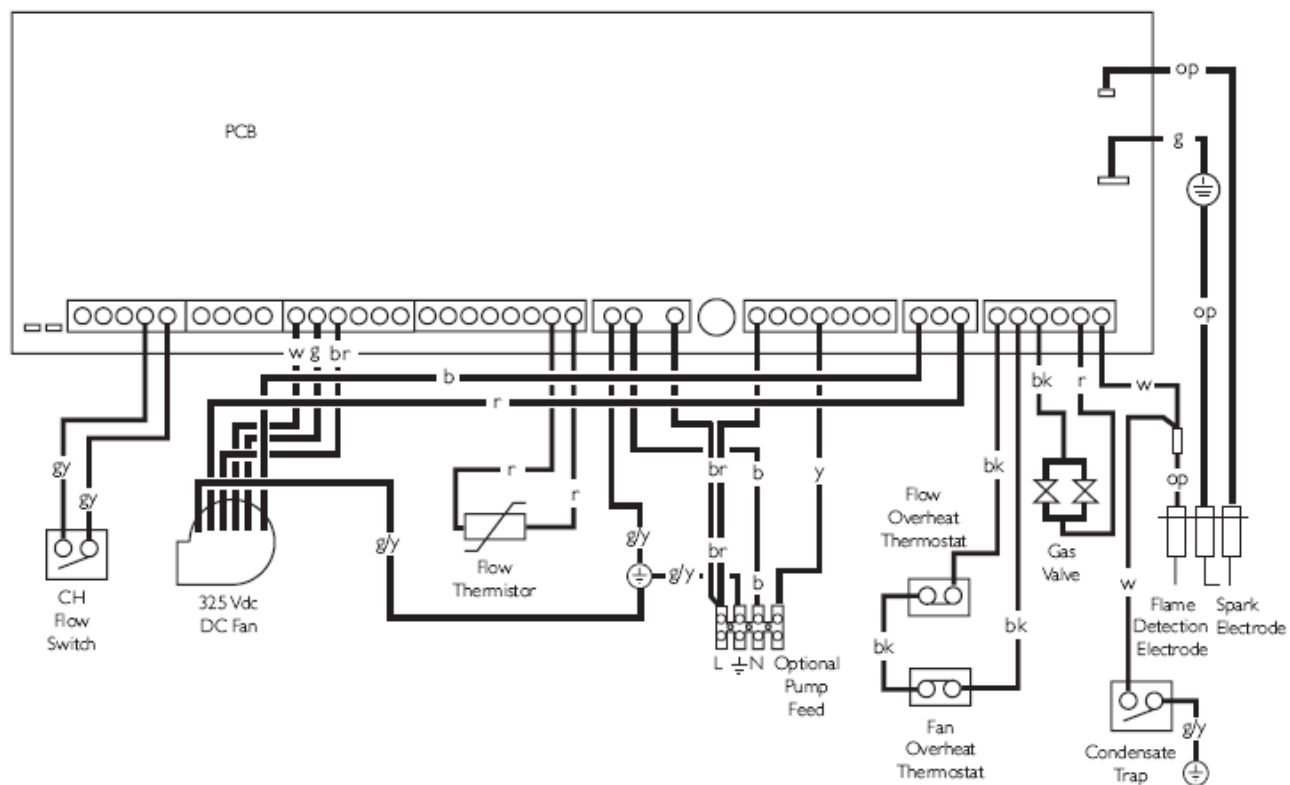 op
g
PCB
op
w g br
b
r
bk
r
w
gy
gy
r
r
br
b
y
bk
op
Flow
Overheat
Thermostat
g/y
g/y
br
g/y
b
Gas
Valve
w
CH
Flow
Switch
325 Vdc
DC Fan
Flow
Thermistor
Flame
Detection
Electrode
Spark
Electrode
bk
bk
L N
Optional
Pump
Feed
Fan
Overheat
Thermostat
g/y
Condensate
Trap